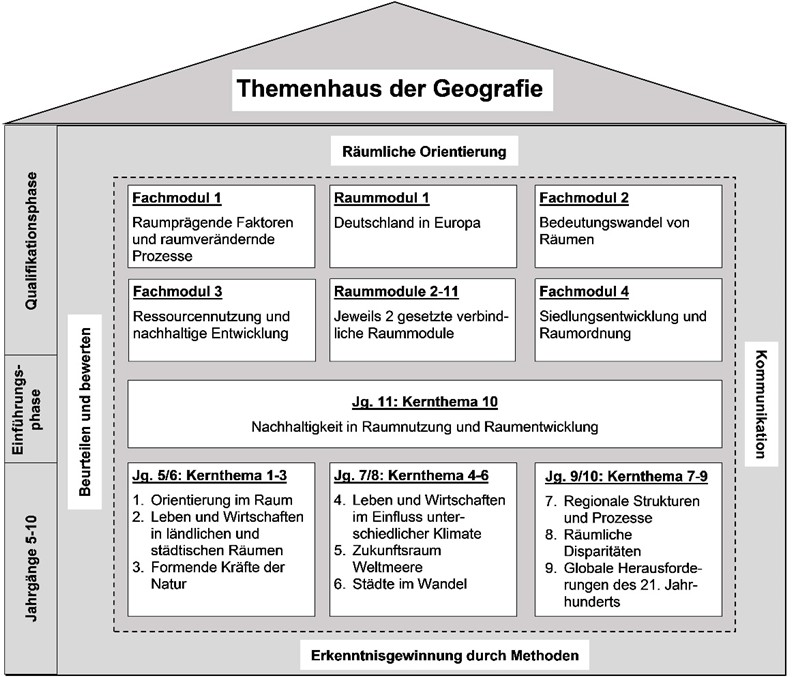 Themenhaus der Geografie
Räumliche Orientierung
Qualifikationsphase
Fachmodul 1
Raumprägende Faktoren
und raumverändernde
Prozesse
Raummodul 1
Deutschland in Europa
Fachmodul 2
Bedeutungswandel von
Räumen
Fachmodul 3
Ressourcennutzung und
nachhaltige Entwicklung
Raummodule 2-11
Jeweils 2 gesetzte verbind-
liche Raummodule
Fachmodul 4
Siedlungsentwicklung und
Raumordnung
Beurteilen und bewerten
Kommunikation
Einführungs-
phase
Jg. 11: Kernthema 10
Nachhaltigkeit in Raumnutzung und Raumentwicklung
Jahrgänge 5-10
Jg. 5/6: Kernthema 1-3
1. Orientierung im Raum
2. Leben und Wirtschaften
in ländlichen und
städtischen Räumen
3. Formende Kräfte der
Natur
Jg. 7/8: Kernthema 4-6
4. Leben und Wirtschaften
im Einfluss unter-
schiedlicher Klimate
5. Zukunftsraum
Weltmeere
6. Städte im Wandel
Jg. 9/10: Kernthema 7-9
7. Regionale Strukturen
und Prozesse
8. Räumliche
Disparitäten
9. Globale Herausforde-
rungen des 21. Jahr-
hunderts
Erkenntnisgewinnung durch Methoden